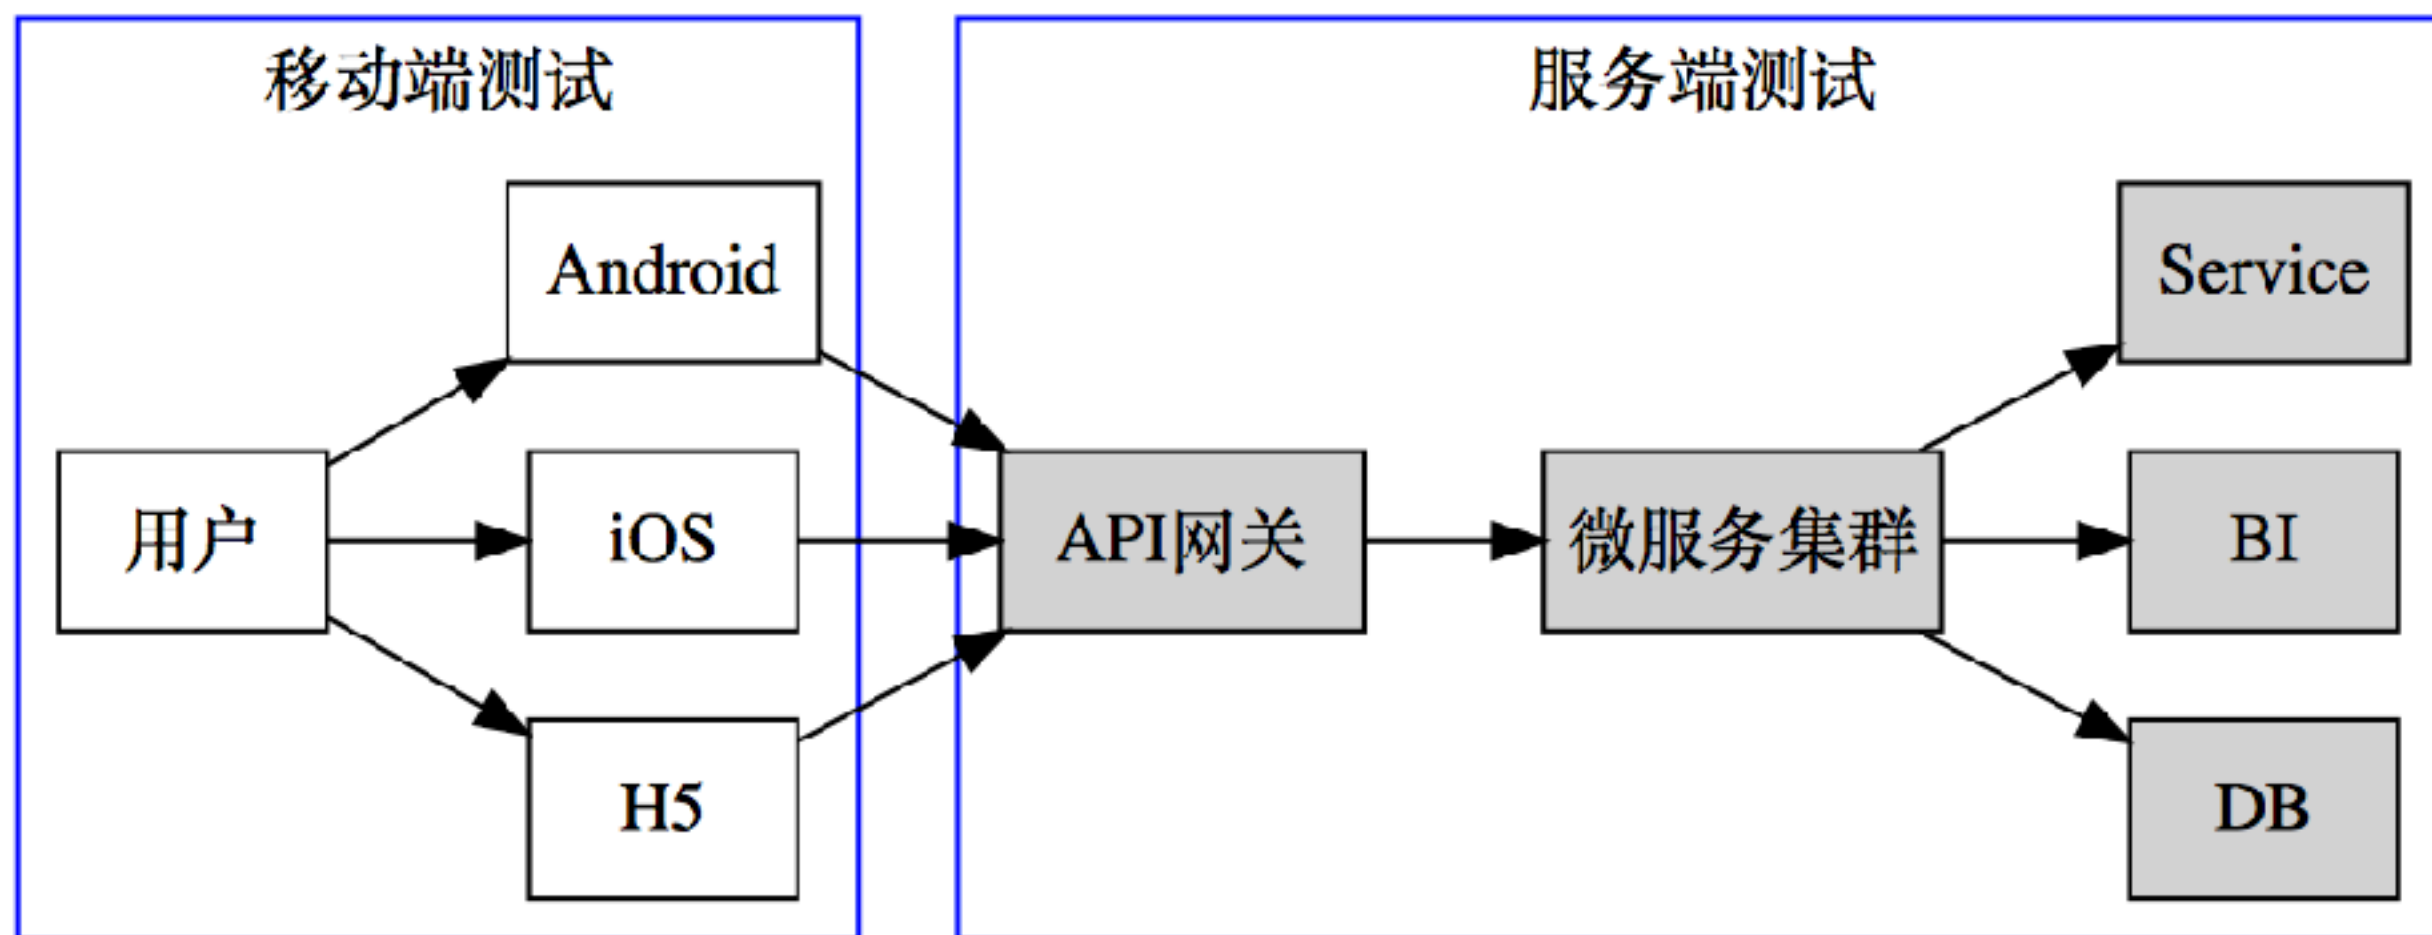 移动端测试
服务端测试
Android
Service
用户
iOS
API网关
微服务集群
BI
H5
DB